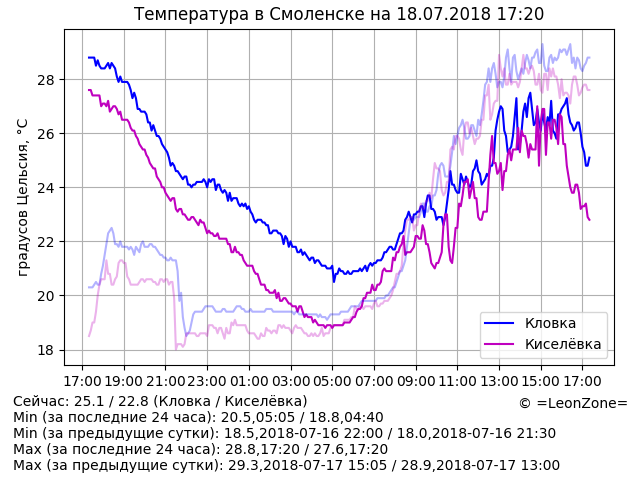 Температура в Смоленске на 18.07.2018 17:20
градусов Цельсия, °C
28
26
24
22
20
18
Кловка
Киселёвка
17:00 19:00 21:00 23:00 01:00 03:00 05:00 07:00 09:00 11:00 13:00 15:00 17:00
Сейчас: 25.1 / 22.8 (Кловка / Киселёвка)
© =LeonZone=
Min (за последние 24 часа): 20.5,05:05 / 18.8,04:40
Min (за предыдущие сутки): 18.5,2018-07-16 22:00 / 18.0,2018-07-16 21:30
Max (за последние 24 часа): 28.8,17:20 / 27.6,17:20
Max (за предыдущие сутки): 29.3,2018-07-17 15:05 / 28.9,2018-07-17 13:00